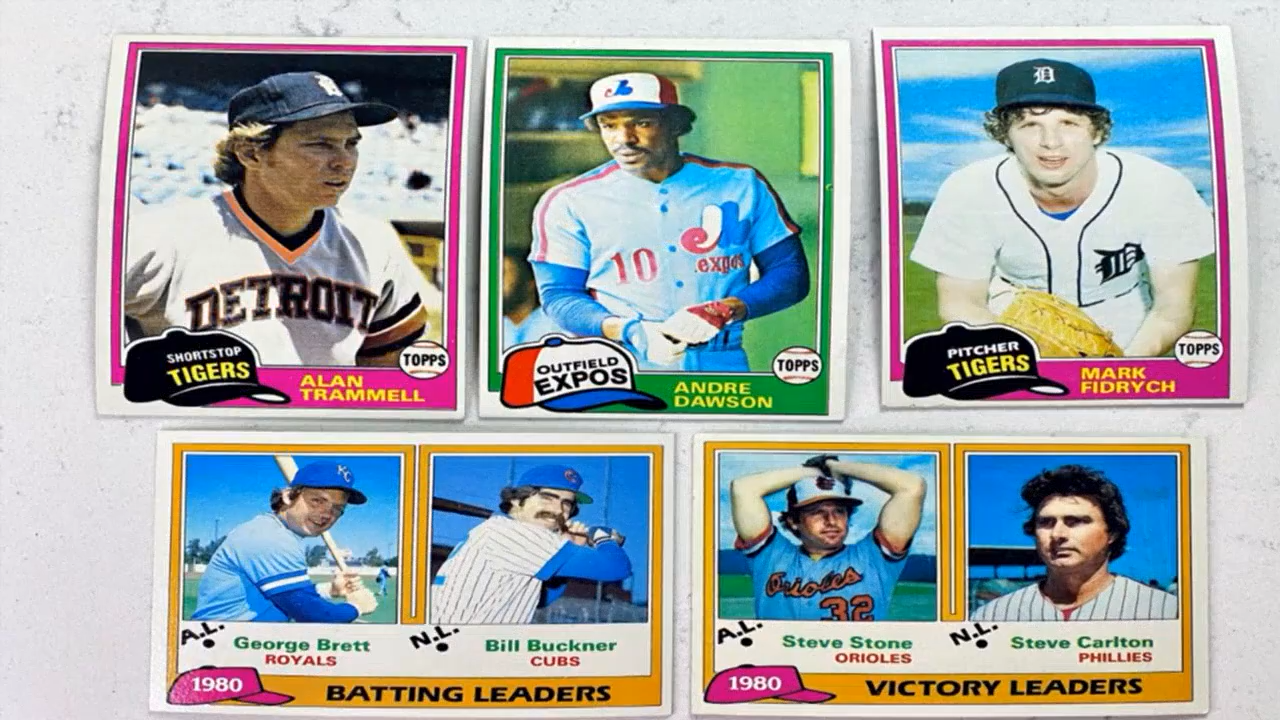 DETROIT
SHORTSTOP
TIGERS
TOPPS
ALAN
TRAMMELL
10
expos
OUTFIELD
EXPOS
TOPPS
ANDRE
DAWSON
D
D
PITCHER
TIGERS
TOPPS
MARK
FIDRYCH
KC
A.L.
George Brett
ROYALS
N.L.
Bill Buckner
CUBS
1980
BATTING LEADERS
Orioles
32
A.L.
Steve Stone
ORIOLES
N.L.
Steve Carlton
PHILLIES
1980
VICTORY LEADERS